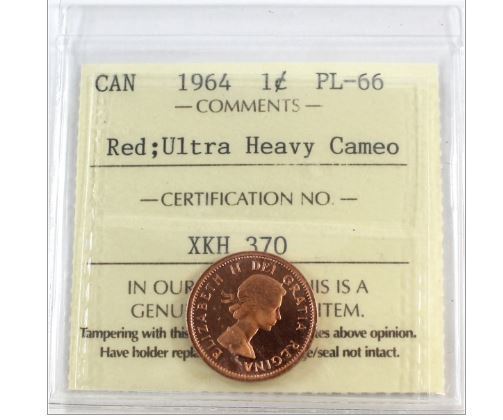 CAN 1964 1¢ PL-66
— COMMENTS —
Red;Ultra Heavy Cameo
— CERTIFICATION NO. —
XKH 370
IN OUR IS IS A
GENU ITEM.
Tampering with this es above opinion.
Have holder repla e/seal not intact.
ELIZABETH II DEI GRATIA REGINA